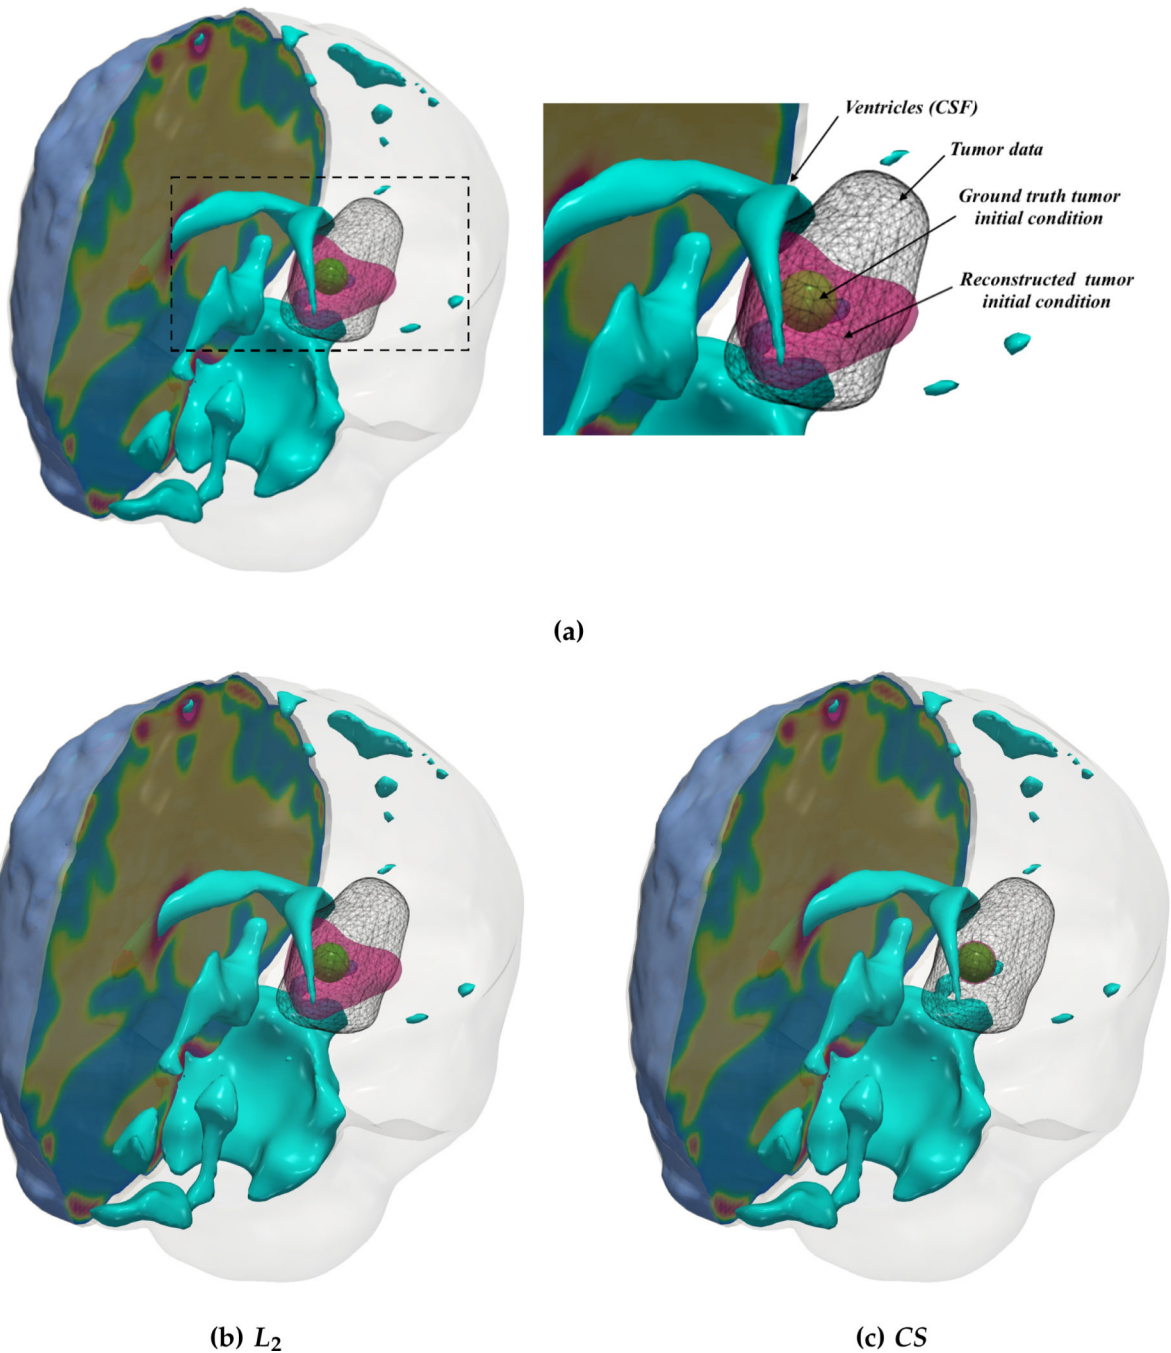 Ventricles (CSF)
Tumor data
Ground truth tumor
initial condition
Reconstructed tumor
initial condition
(a)
(b) L₂
(c) CS